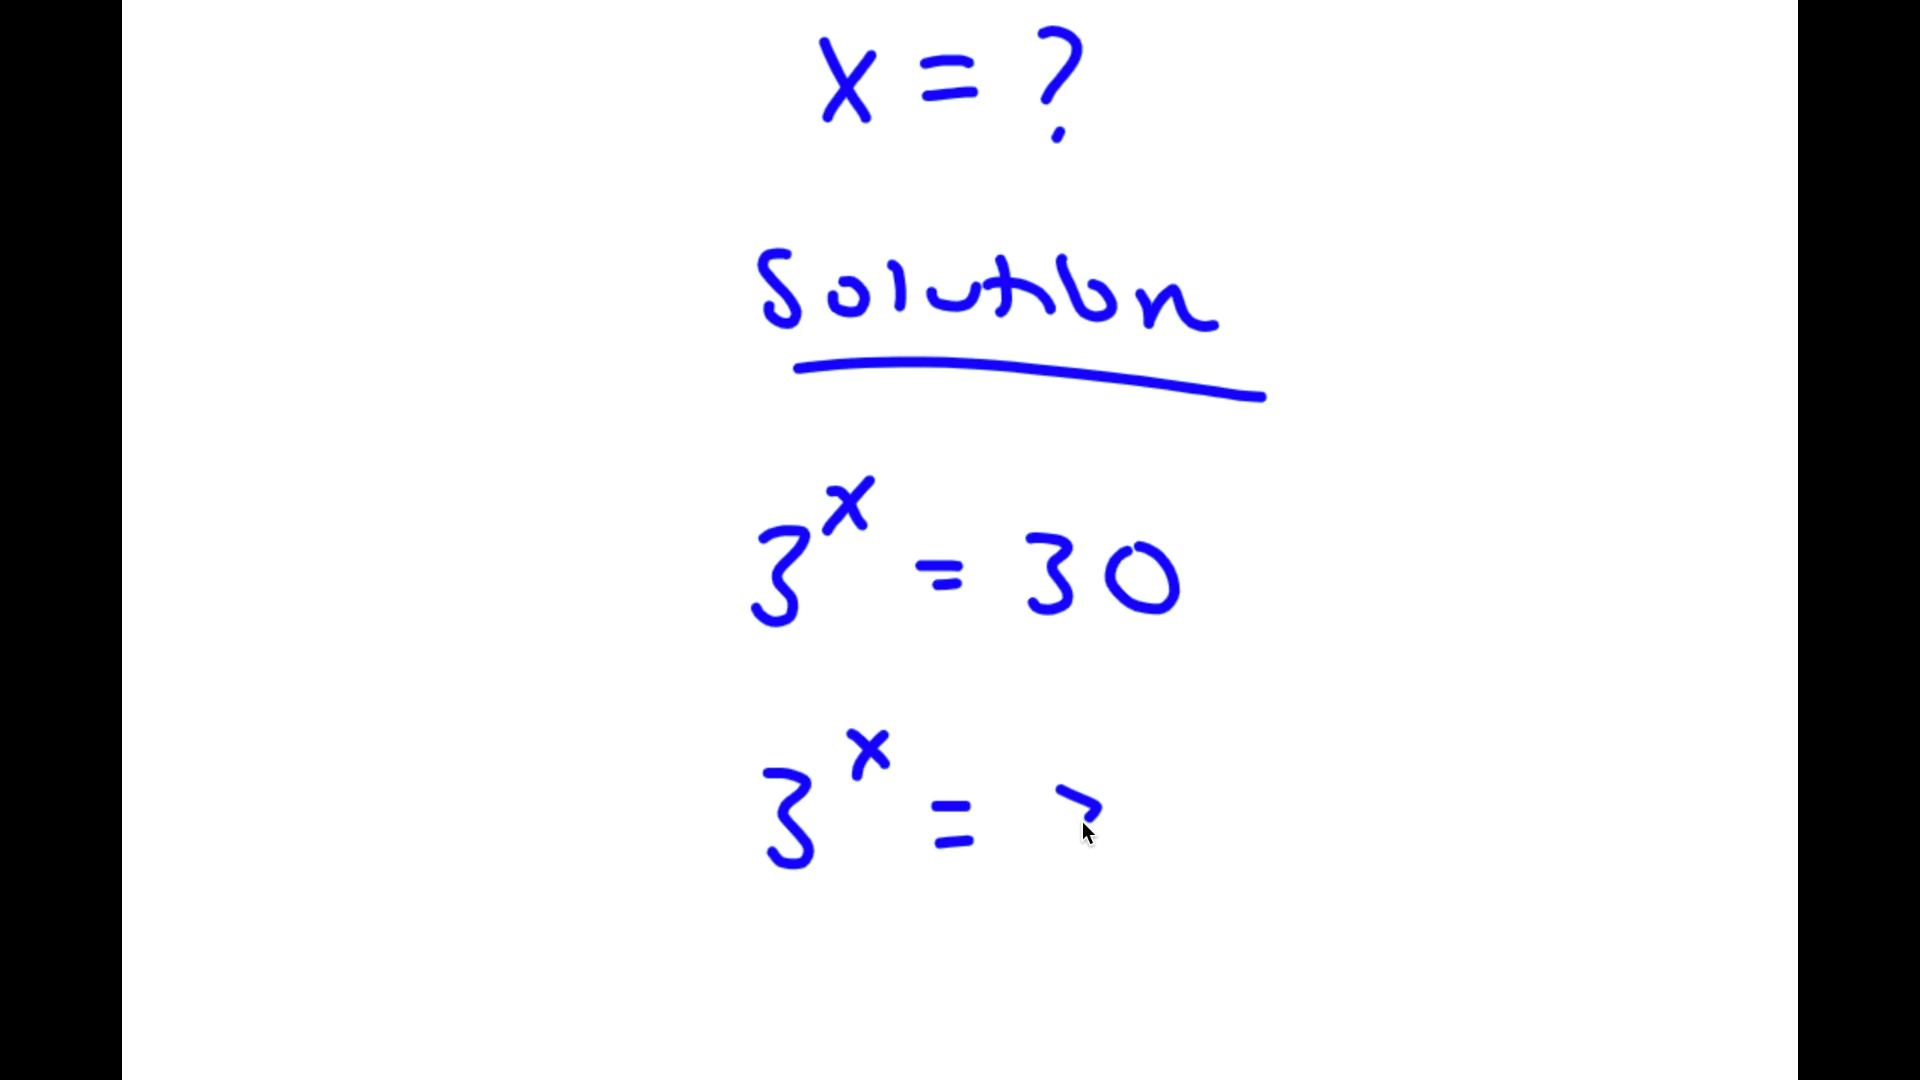 x = ?
Solution
3^x = 30
3^x =